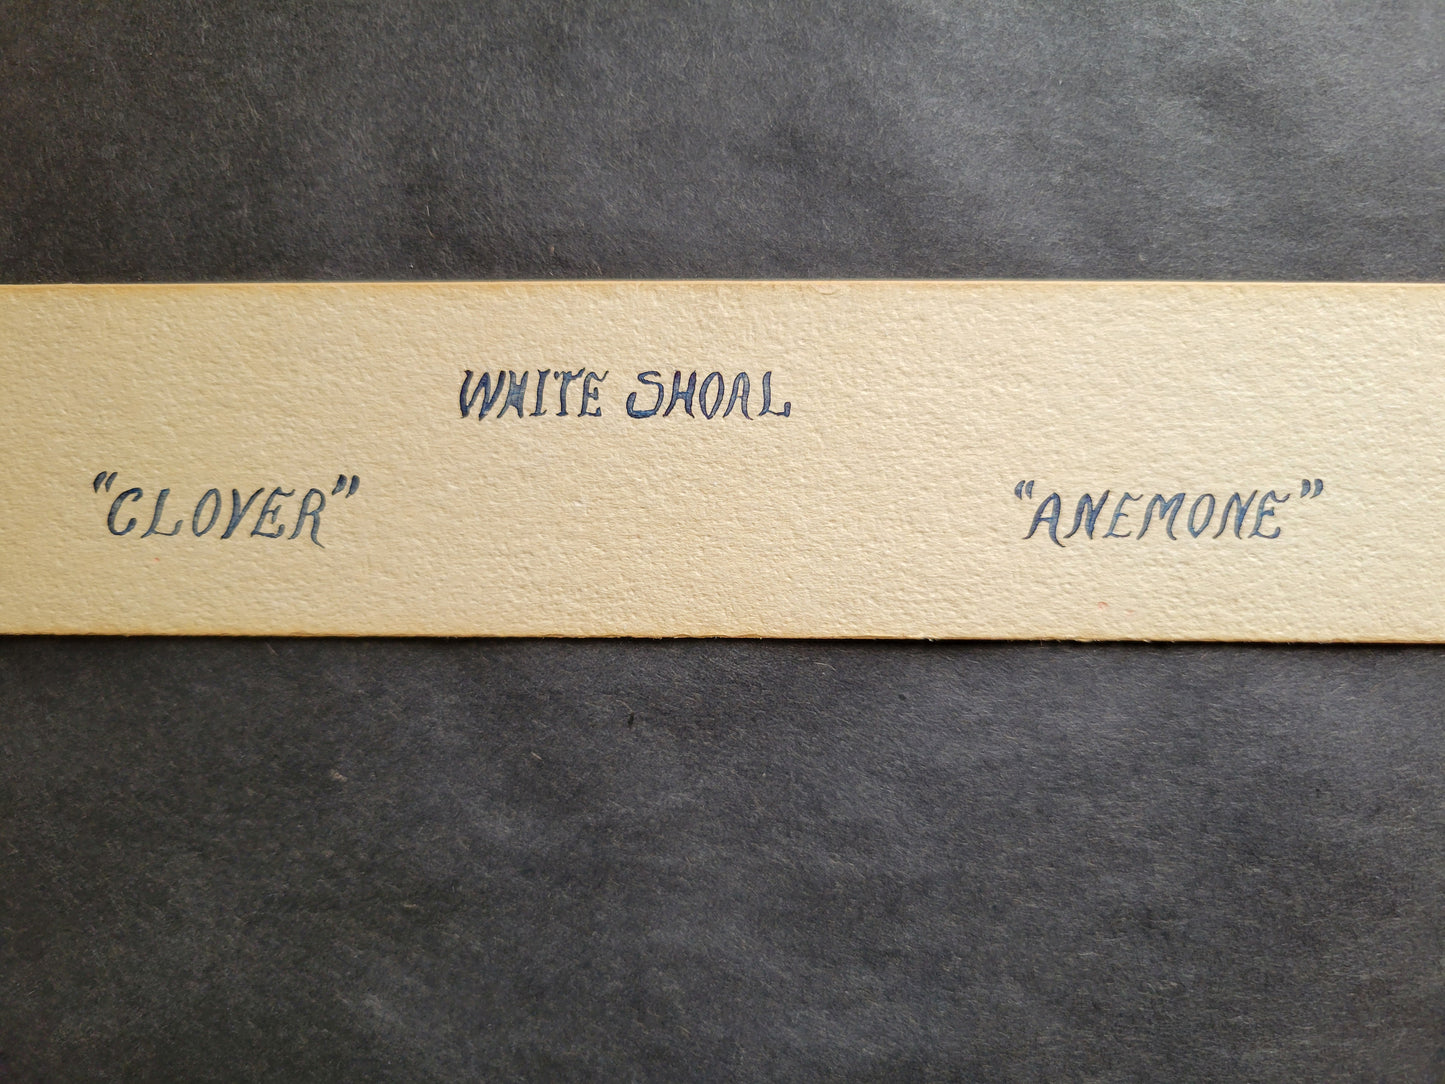 WHITE SHOAL
“CLOVER” “ANEMONE”